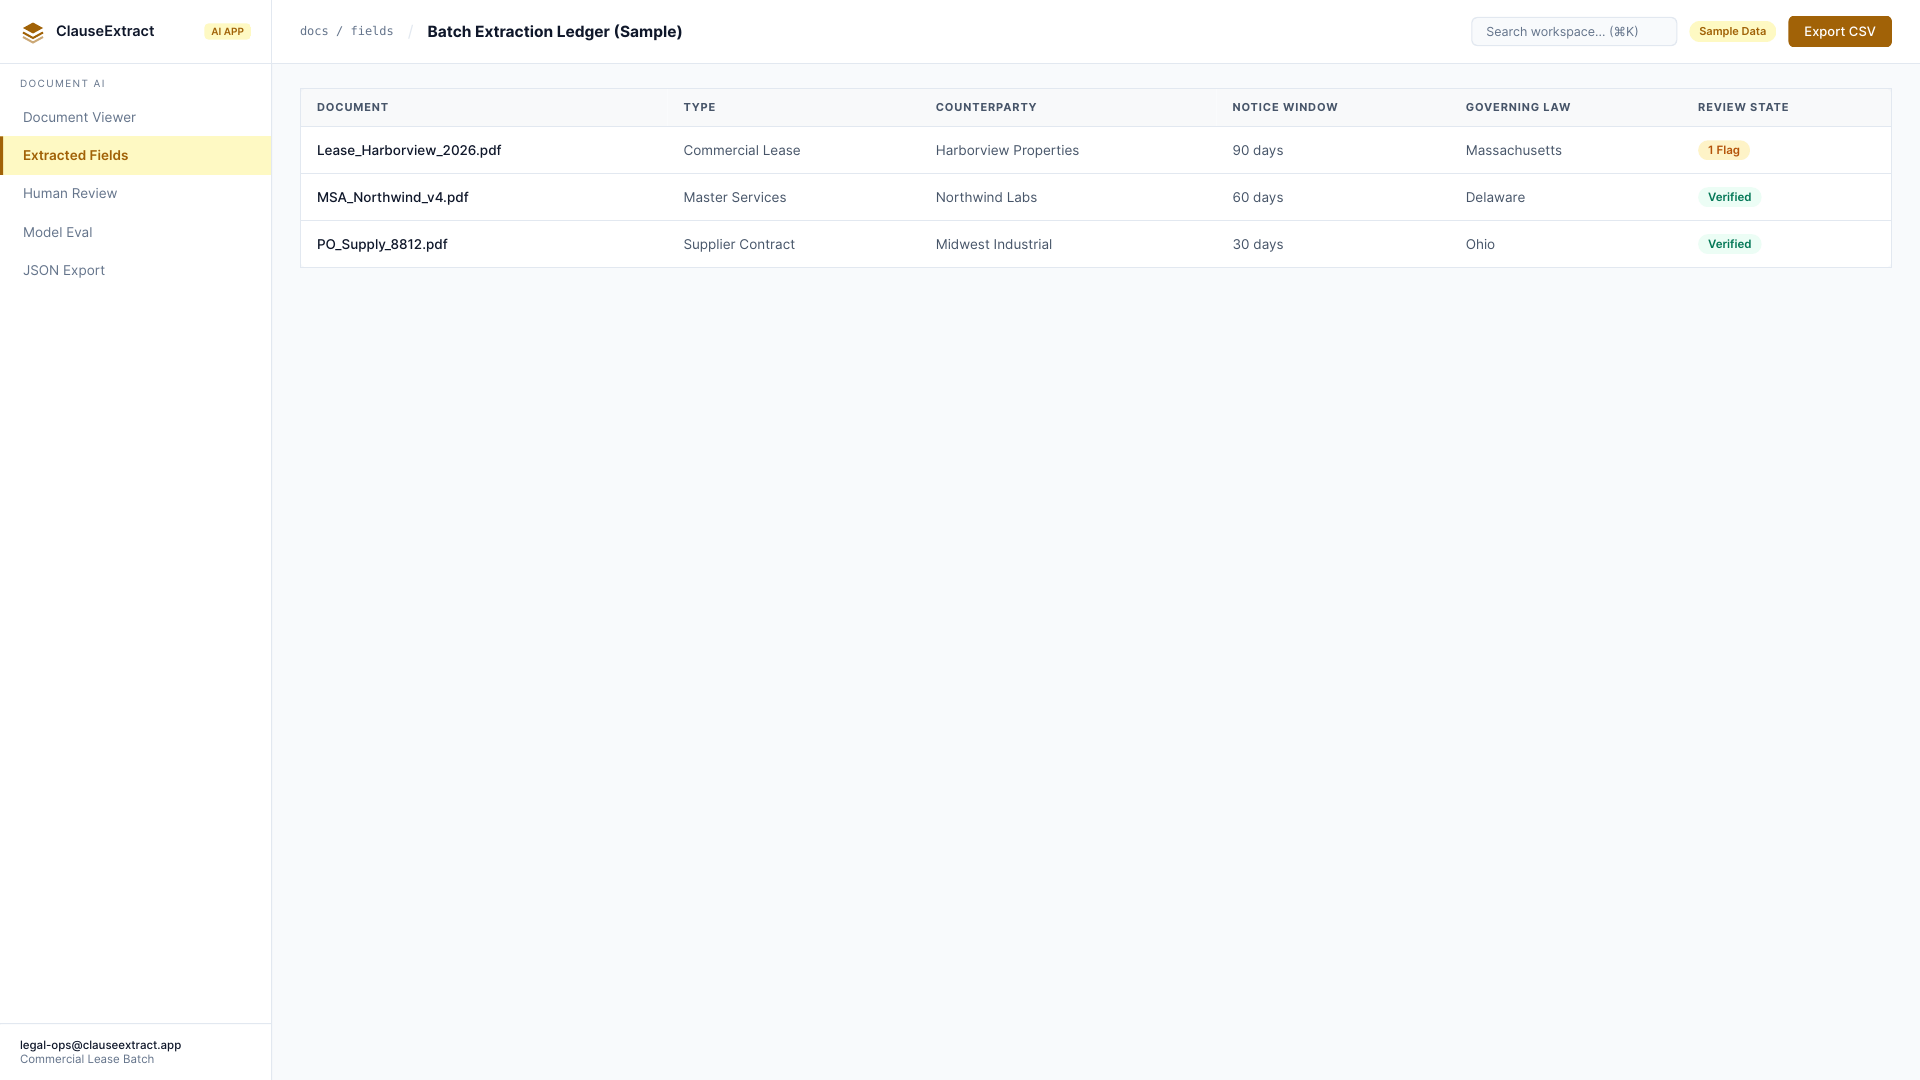 ClauseExtract AI APP
DOCUMENT AI
Document Viewer
Extracted Fields
Human Review
Model Eval
JSON Export
legal-ops@clauseextract.app
Commercial Lease Batch
docs / fields / Batch Extraction Ledger (Sample) Search workspace... (⌘K) Sample Data Export CSV
DOCUMENT TYPE COUNTERPARTY NOTICE WINDOW GOVERNING LAW REVIEW STATE
Lease_Harborview_2026.pdf Commercial Lease Harborview Properties 90 days Massachusetts 1 Flag
MSA_Northwind_v4.pdf Master Services Northwind Labs 60 days Delaware Verified
PO_Supply_8812.pdf Supplier Contract Midwest Industrial 30 days Ohio Verified